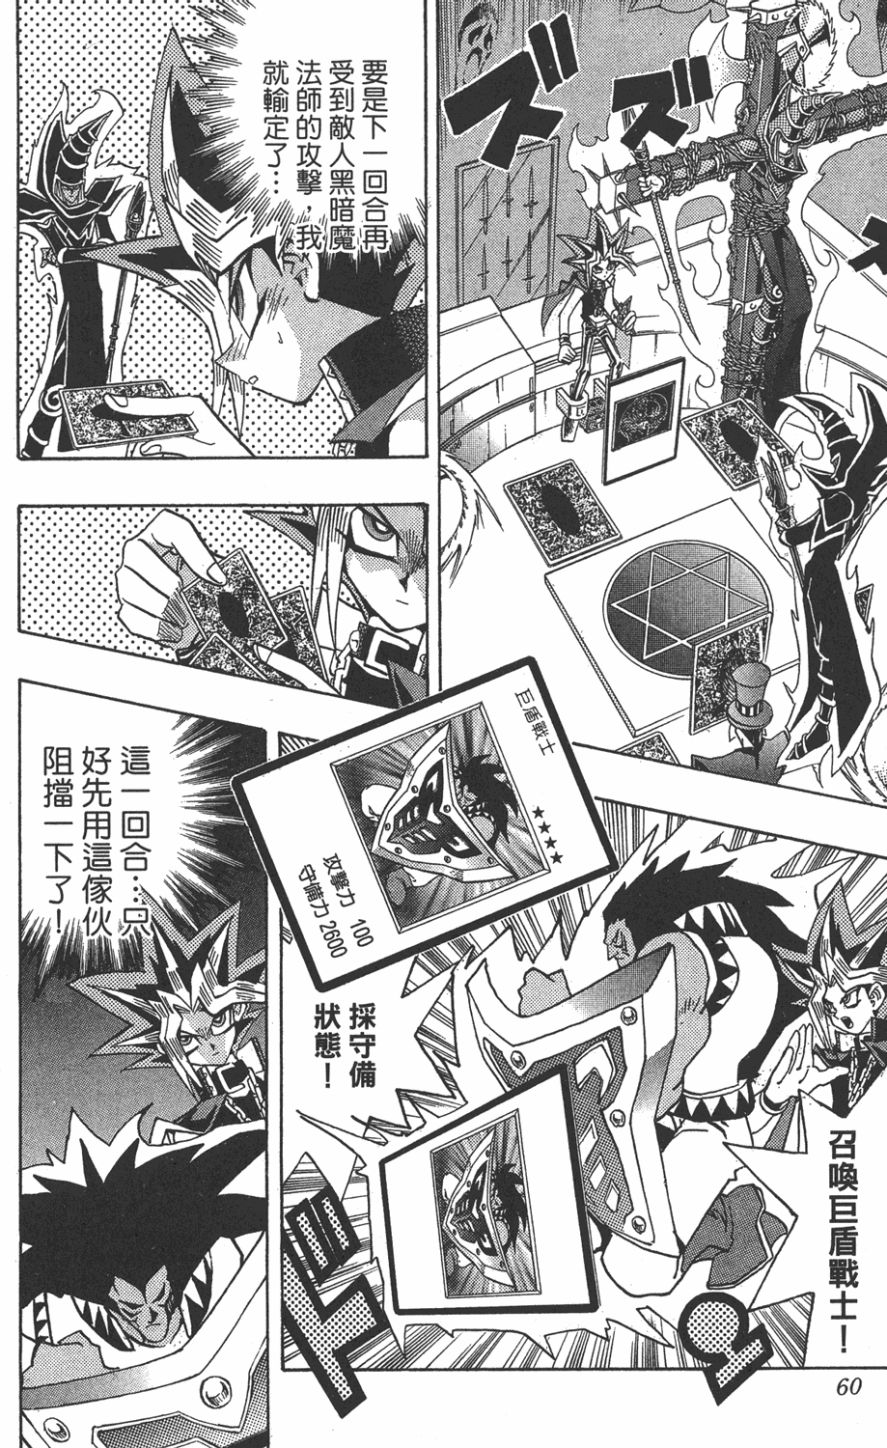 ズズズ
要是下一回合再
受到敵人黑暗魔
法師的攻擊，我
就輸定了…
巨盾戰士
★★★★
攻擊力 100
守備力 2600
召喚巨盾戰士！
採守備
狀態！
ドン
這一回合…只
好先用這傢伙
阻擋一下了！
60